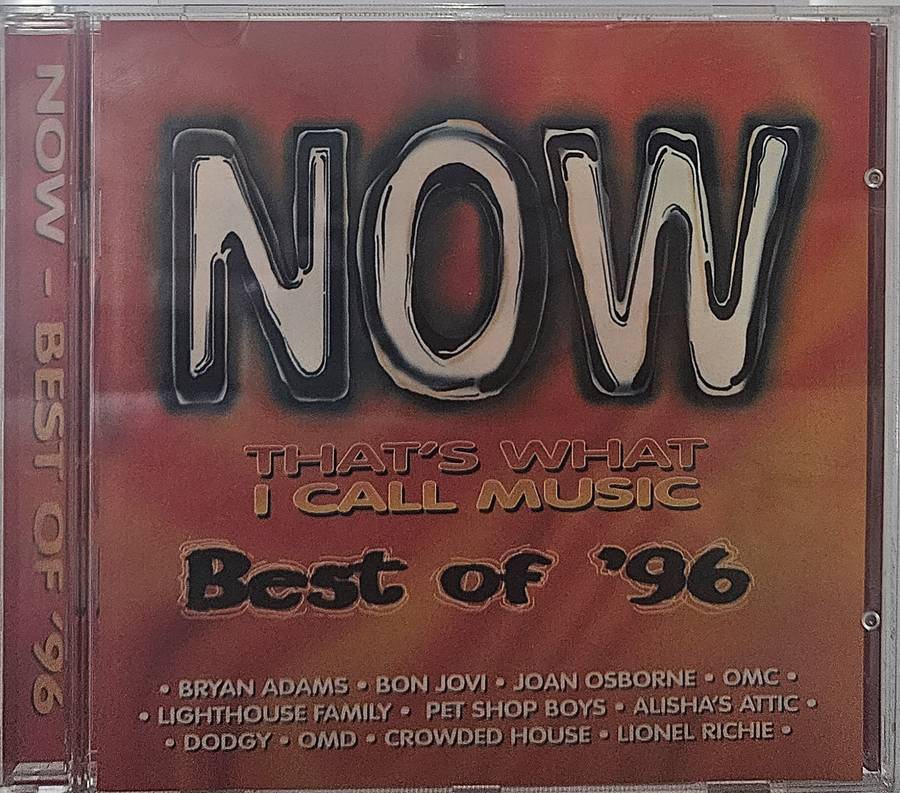 NOW - BEST OF '96
NOW
THAT'S WHAT
I CALL MUSIC
Best of '96
• BRYAN ADAMS • BON JOVI • JOAN OSBORNE • OMC •
• LIGHTHOUSE FAMILY • PET SHOP BOYS • ALISHA'S ATTIC •
• DODGY • OMD • CROWDED HOUSE • LIONEL RICHIE •